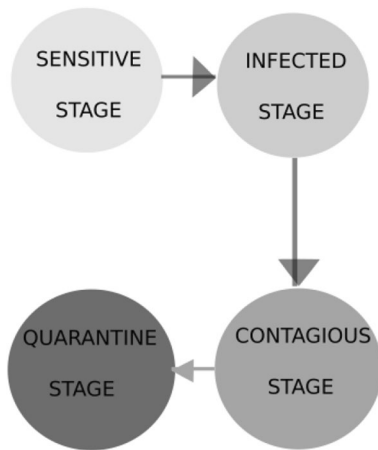 SENSITIVE
STAGE
INFECTED
STAGE
QUARANTINE
STAGE
CONTAGIOUS
STAGE